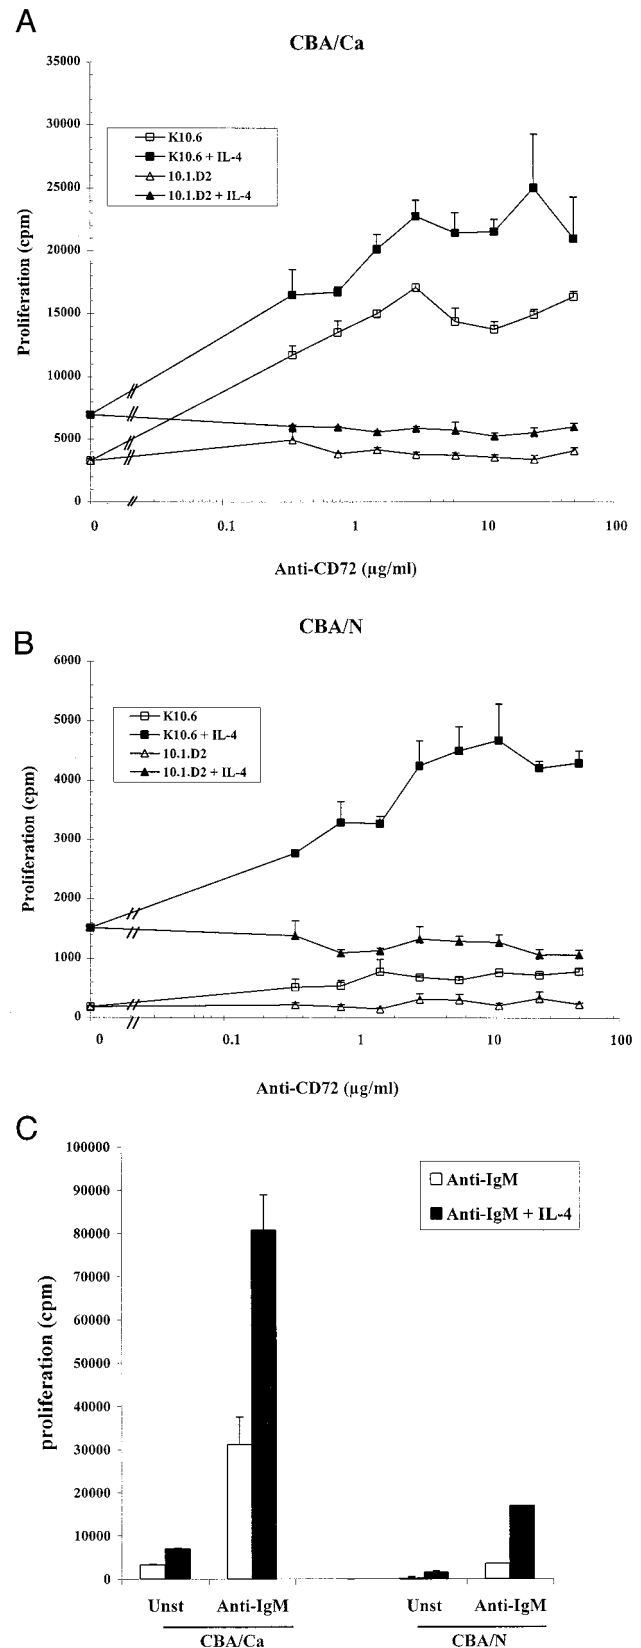 A
CBA/Ca
35000
30000
25000
20000
15000
10000
5000
0
Proliferation (cpm)
K10.6
K10.6 + IL-4
10.1.D2
10.1.D2 + IL-4
0 0.1 1 10 100
Anti-CD72 (µg/ml)
B
CBA/N
6000
5000
4000
3000
2000
1000
0
Proliferation (cpm)
K10.6
K10.6 + IL-4
10.1.D2
10.1.D2 + IL-4
0 0.1 1 10 100
Anti-CD72 (µg/ml)
C
100000
90000
80000
70000
60000
50000
40000
30000
20000
10000
0
proliferation (cpm)
Anti-IgM
Anti-IgM + IL-4
Unst Anti-IgM Unst Anti-IgM
CBA/Ca CBA/N